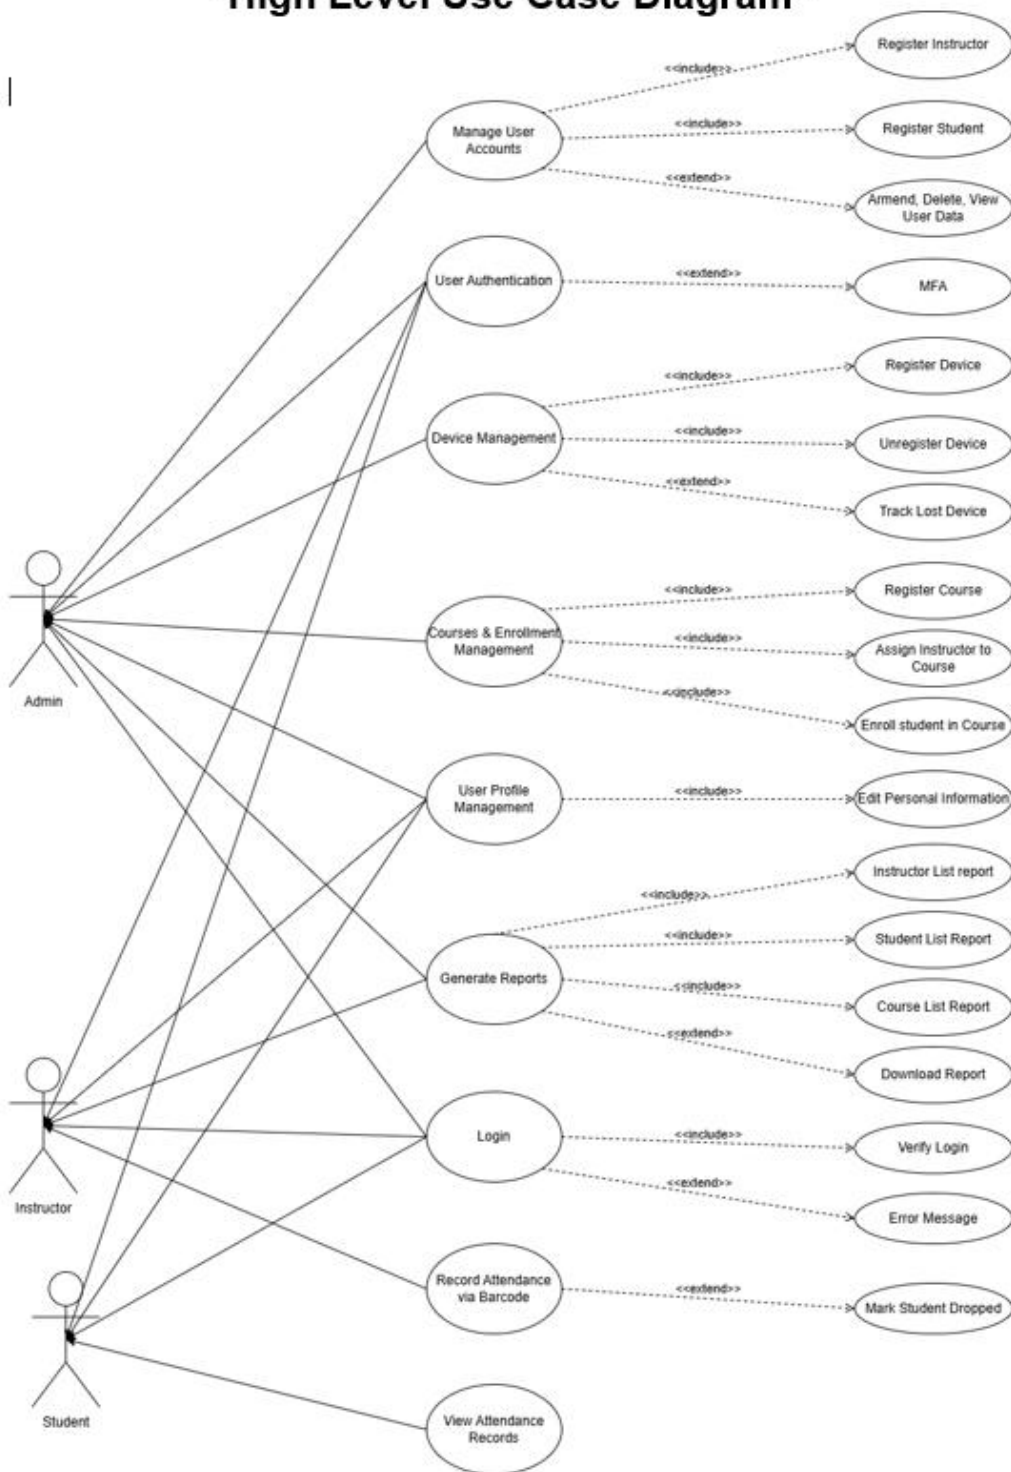 High Level Use Case Diagram
Register Instructor
<<include>>
Manage User
Accounts
<<include>>
Register Student
<<extend>>
Armend, Delete, View
User Data
User Authentication
<<extend>>
MFA
Register Device
<<include>>
Device Management
<<include>>
Unregister Device
<<extend>>
Track Lost Device
Register Course
<<include>>
Courses & Enrollment
Management
<<include>>
Assign Instructor to
Course
<<include>>
Enroll student in Course
Admin
User Profile
Management
<<include>>
Edit Personal Information
Instructor List report
<<include>>
<<include>>
Student List Report
Generate Reports
<<include>>
Course List Report
<<extend>>
Download Report
Login
<<include>>
Verify Login
<<extend>>
Error Message
Instructor
Record Attendance
via Barcode
<<extend>>
Mark Student Dropped
Student
View Attendance
Records